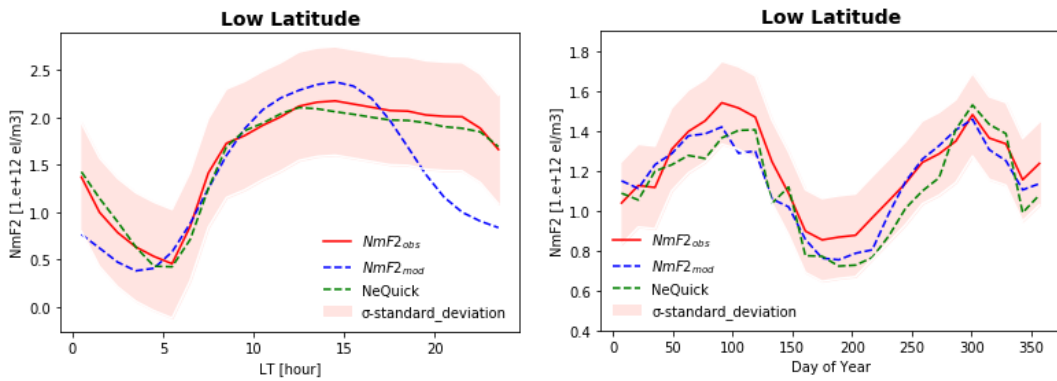 Low Latitude
NmF2 [1.e+12 el/m3]
2.5
2.0
1.5
1.0
0.5
0.0
NmF2obs
NmF2mod
NeQuick
σ-standard_deviation
0 5 10 15 20
LT [hour]
Low Latitude
NmF2 [1.e+12 el/m3]
1.8
1.6
1.4
1.2
1.0
0.8
0.6
0.4
NmF2obs
NmF2mod
NeQuick
σ-standard_deviation
0 50 100 150 200 250 300 350
Day of Year